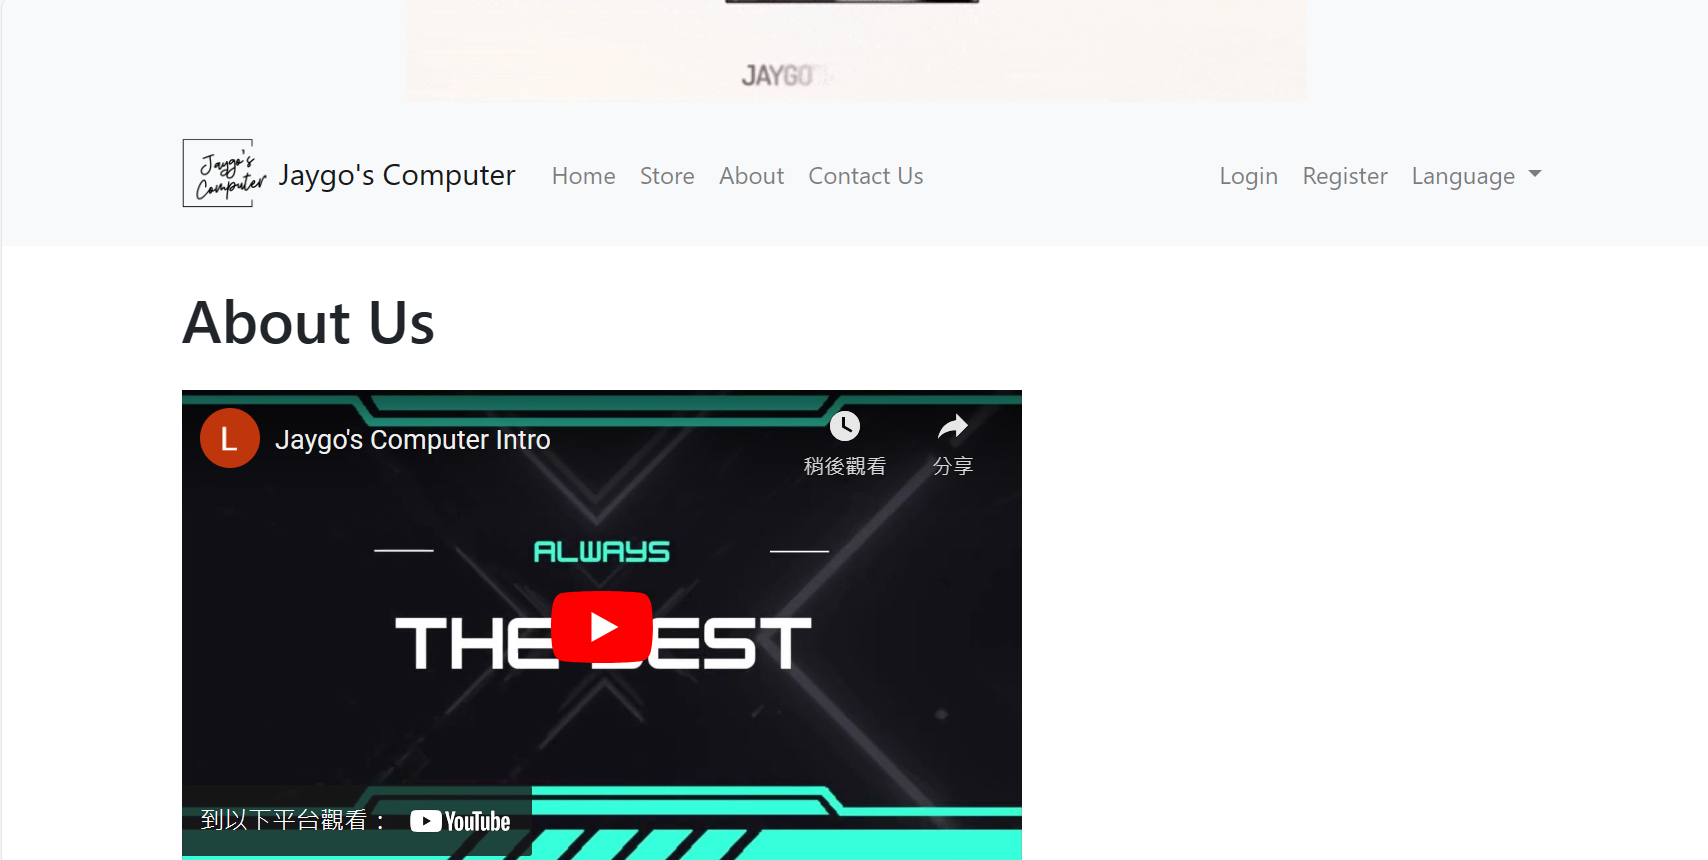 JAYGO
Jaygo's
Computer
Jaygo's Computer
Home
Store
About
Contact Us
Login
Register
Language
About Us
L
Jaygo's Computer Intro
稍後觀看
分享
ALWAYS
THE BEST
到以下平台觀看：
YouTube